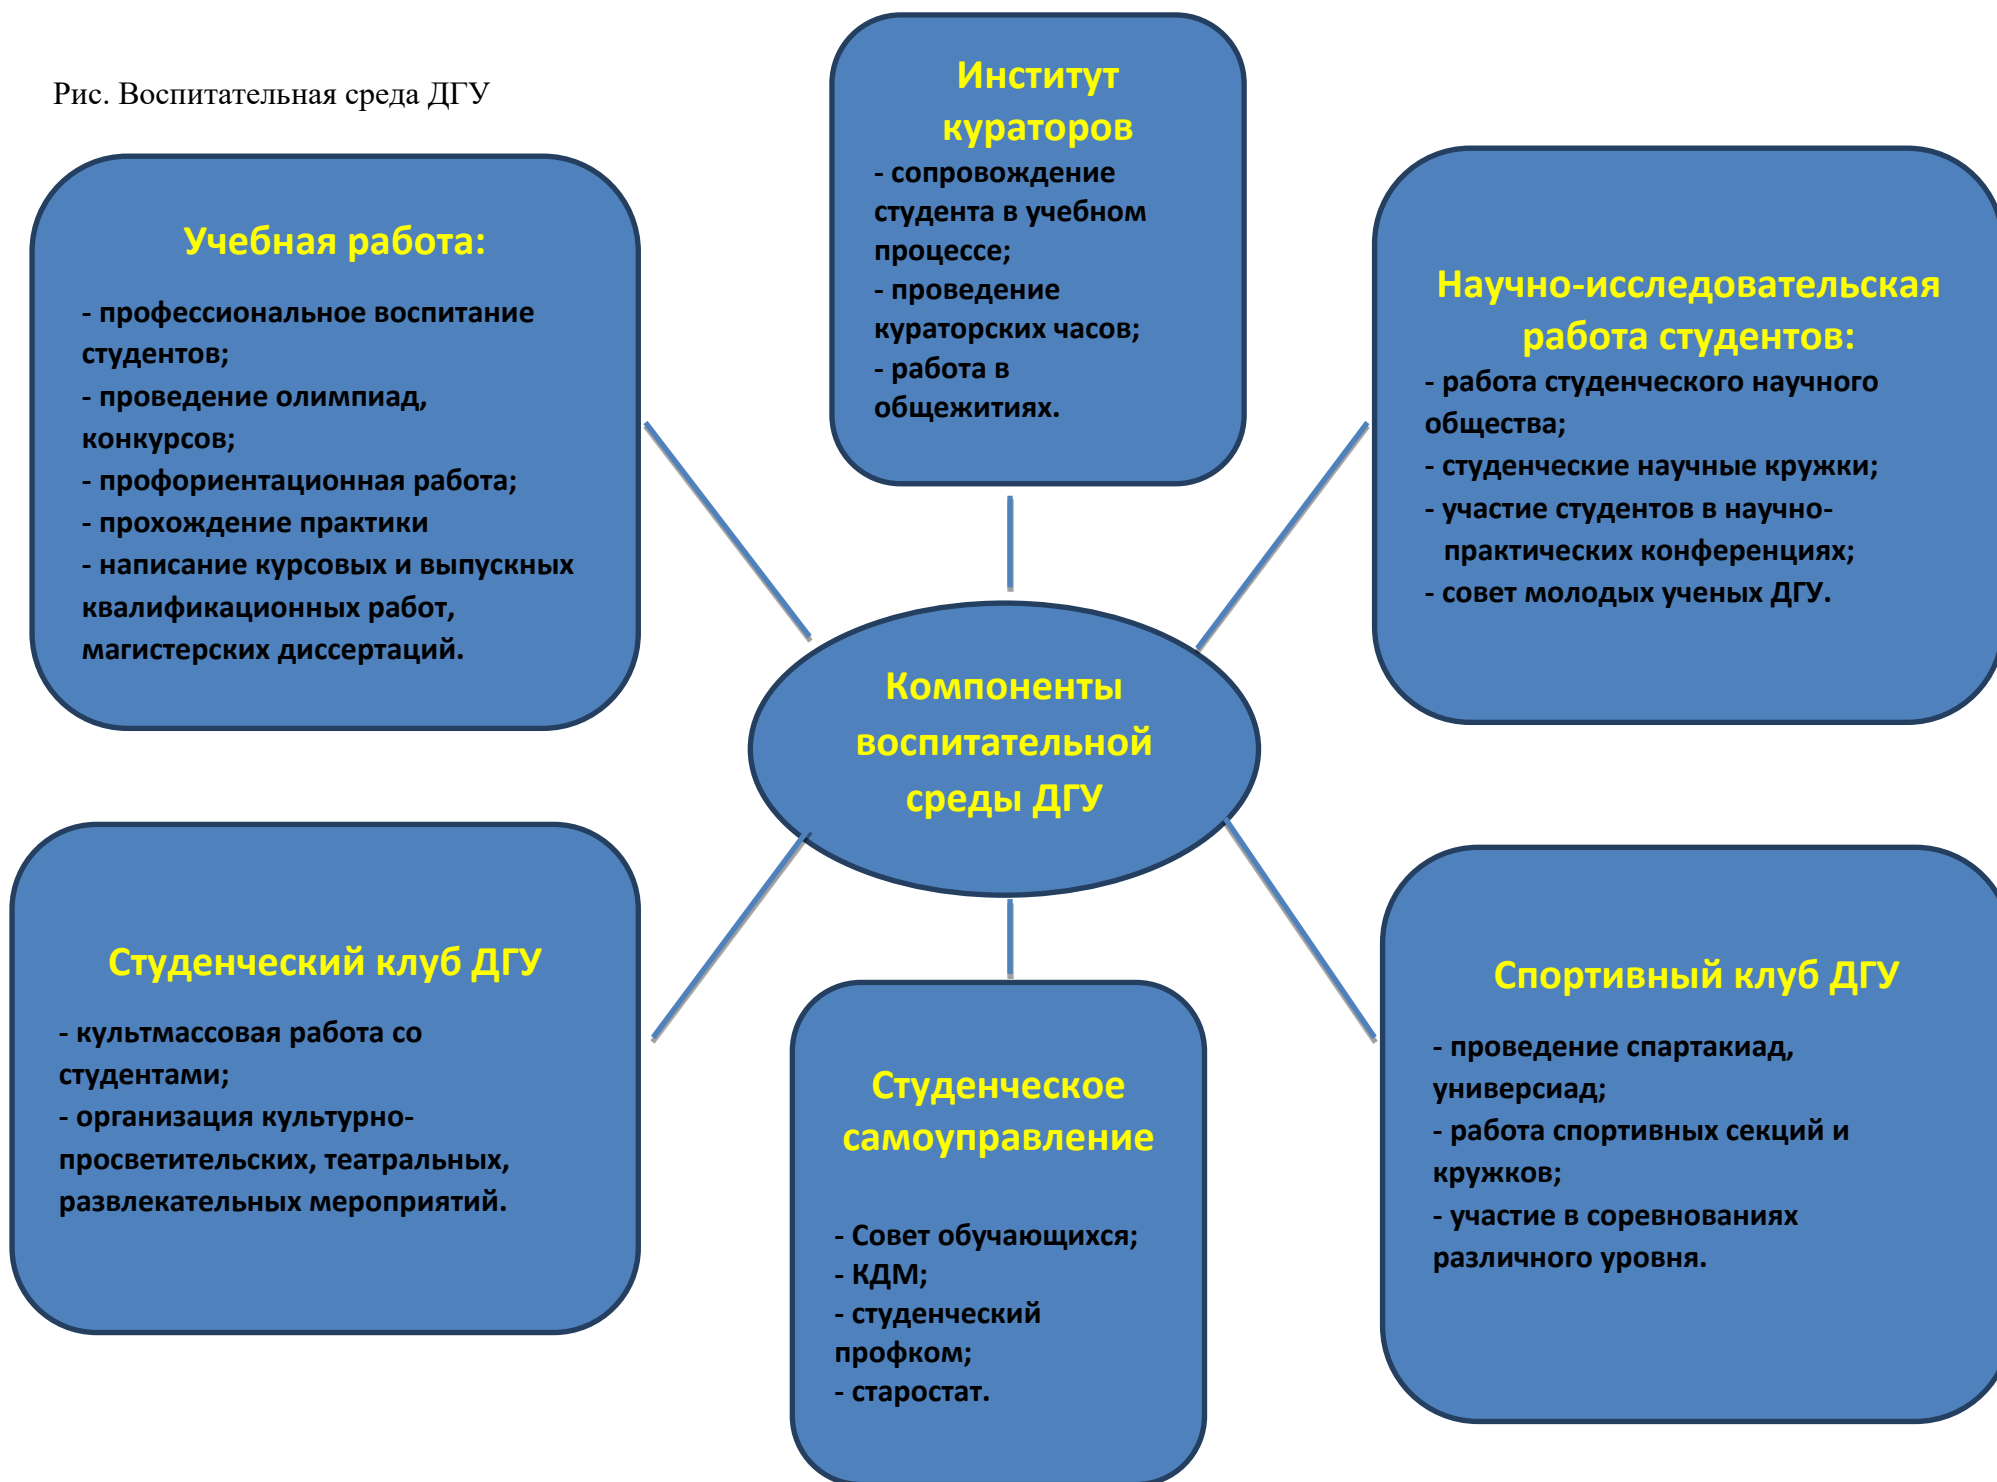 Рис. Воспитательная среда ДГУ
Институт
кураторов
- сопровождение
студента в учебном
процессе;
- проведение
кураторских часов;
- работа в
общежитиях.
Учебная работа:
- профессиональное воспитание
студентов;
- проведение олимпиад,
конкурсов;
- профориентационная работа;
- прохождение практики
- написание курсовых и выпускных
квалификационных работ,
магистерских диссертаций.
Научно-исследовательская
работа студентов:
- работа студенческого научного
общества;
- студенческие научные кружки;
- участие студентов в научно-
практических конференциях;
- совет молодых ученых ДГУ.
Компоненты
воспитательной
среды ДГУ
Студенческий клуб ДГУ
- культмассовая работа со
студентами;
- организация культурно-
просветительских, театральных,
развлекательных мероприятий.
Студенческое
самоуправление
- Совет обучающихся;
- КДМ;
- студенческий
профком;
- старостат.
Спортивный клуб ДГУ
- проведение спартакиад,
универсиад;
- работа спортивных секций и
кружков;
- участие в соревнованиях
различного уровня.